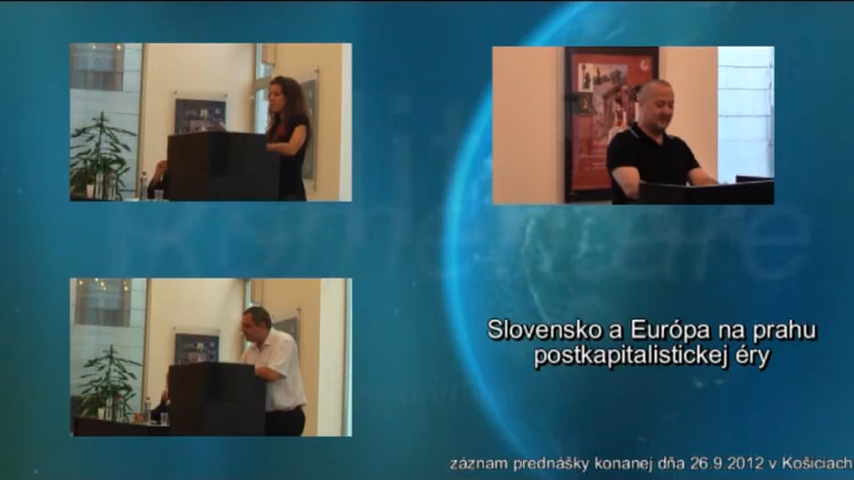 Slovensko a Európa na prahu
postkapitalistickej éry
záznam prednášky konanej dňa 26.9.2012 v Košiciach